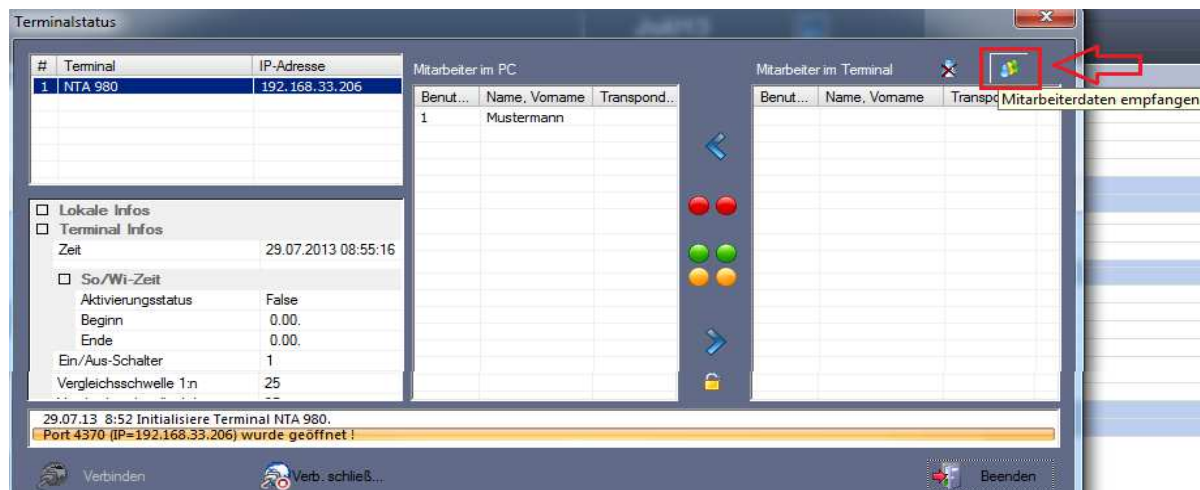 Terminalstatus
# Terminal IP-Adresse
1 NTA 980 192.168.33.206
Mitarbeiter im PC
Benut... Name, Vorname Transpond..
1 Mustermann
Mitarbeiter im Terminal
Benut... Name, Vorname
Mitarbeiterdaten empfangen
Lokale Infos
Terminal Infos
Zeit 29.07.2013 08:55:16
So/Wi-Zeit
Aktivierungsstatus False
Beginn 0.00.
Ende 0.00.
Ein/Aus-Schalter 1
Vergleichsschwelle 1:n 25
29.07.13 8:52 Initialisiere Terminal NTA 980.
Port 4370 (IP=192.168.33.206) wurde geöffnet !
Verbinden
Verb. schließ...
Beenden